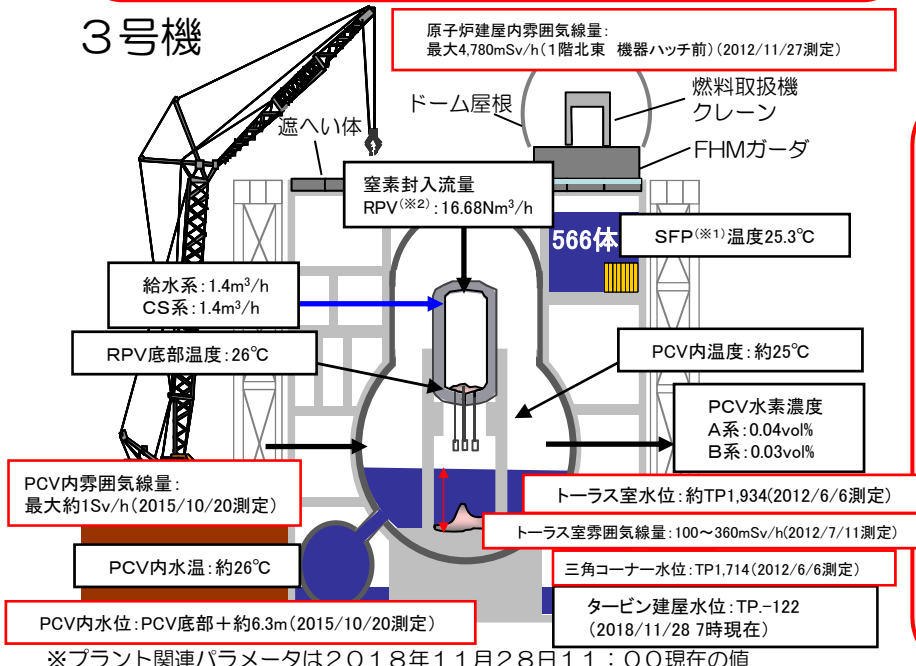 3号機
原子炉建屋内雰囲気線量:
最大4,780mSv/h(1階北東 機器ハッチ前)(2012/11/27測定)
ドーム屋根
燃料取扱機
クレーン
遮へい体
FHMガーダ
窒素封入流量
RPV(※2):16.68Nm³/h
566体
SFP(※1)温度25.3℃
給水系:1.4m³/h
CS系:1.4m³/h
RPV底部温度:26℃
PCV内温度:約25℃
PCV水素濃度
A系:0.04vol%
B系:0.03vol%
PCV内雰囲気線量:
最大約1Sv/h(2015/10/20測定)
トーラス室水位:約TP1,934(2012/6/6測定)
トーラス室雰囲気線量:100~360mSv/h(2012/7/11測定)
PCV内水温:約26℃
三角コーナー水位:TP1,714(2012/6/6測定)
PCV内水位:PCV底部+約6.3m(2015/10/20測定)
タービン建屋水位:TP.-122
(2018/11/28 7時現在)
※プラント関連パラメータは2018年11月28日11:00現在の値